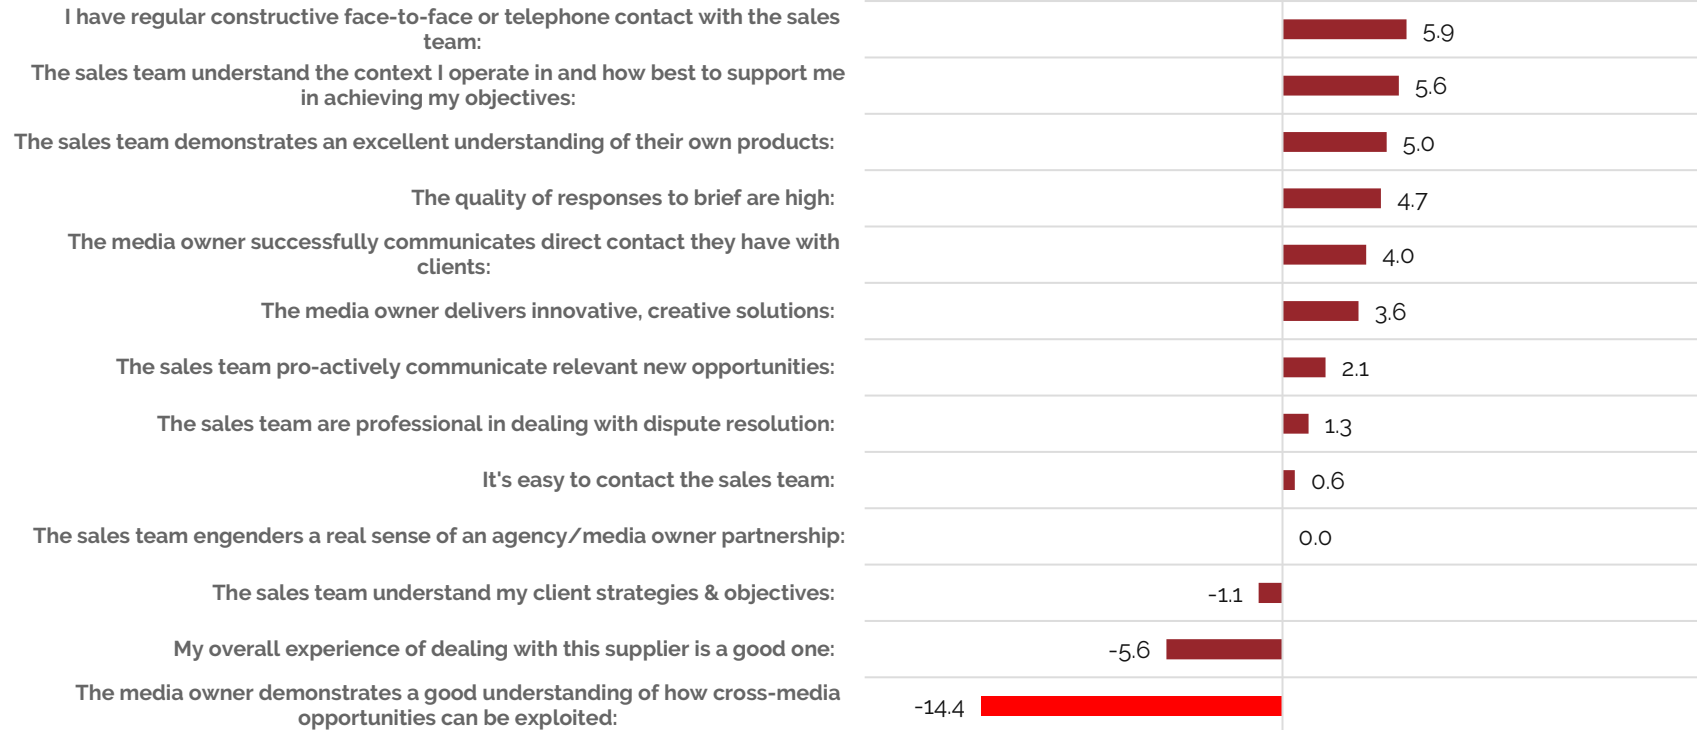 I have regular constructive face-to-face or telephone contact with the sales
team:
5.9
The sales team understand the context I operate in and how best to support me
in achieving my objectives:
5.6
The sales team demonstrates an excellent understanding of their own products:
5.0
The quality of responses to brief are high:
4.7
The media owner successfully communicates direct contact they have with
clients:
4.0
The media owner delivers innovative, creative solutions:
3.6
The sales team pro-actively communicate relevant new opportunities:
2.1
The sales team are professional in dealing with dispute resolution:
1.3
It's easy to contact the sales team:
0.6
The sales team engenders a real sense of an agency/media owner partnership:
0.0
The sales team understand my client strategies & objectives:
-1.1
My overall experience of dealing with this supplier is a good one:
-5.6
The media owner demonstrates a good understanding of how cross-media
opportunities can be exploited:
-14.4